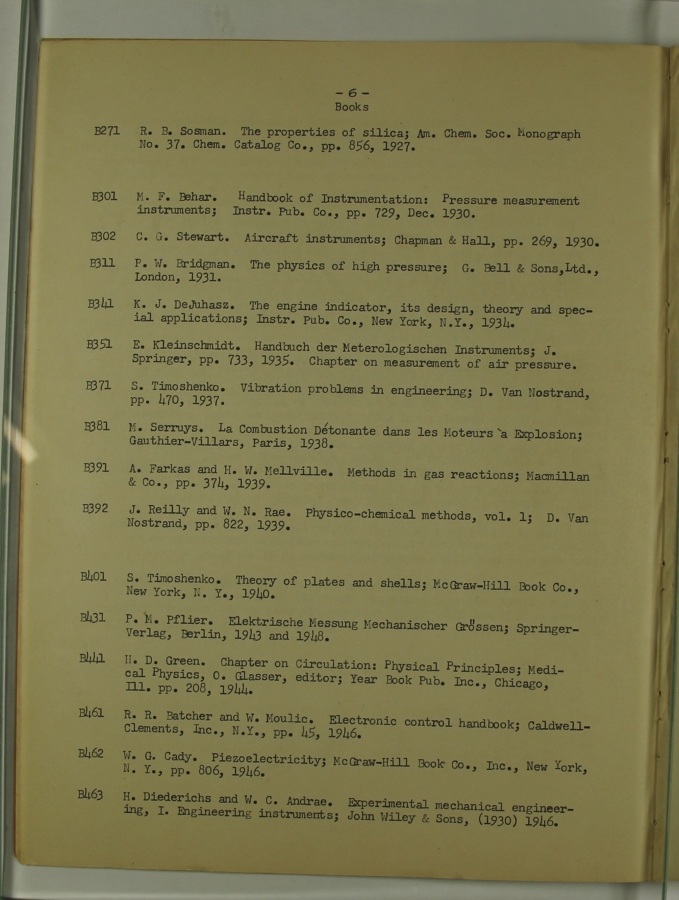 - 6 -
Books
B271 R. B. Sosman. The properties of silica; Am. Chem. Soc. Monograph
No. 37. Chem. Catalog Co., pp. 856, 1927.
B301 M. F. Behar. Handbook of Instrumentation: Pressure measurement
instruments; Instr. Pub. Co., pp. 729, Dec. 1930.
B302 C. G. Stewart. Aircraft instruments; Chapman & Hall, pp. 269, 1930.
B311 P. W. Bridgman. The physics of high pressure; G. Bell & Sons,Ltd.,
London, 1931.
B341 K. J. DeJuhasz. The engine indicator, its design, theory and spec-
ial applications; Instr. Pub. Co., New York, N.Y., 1934.
B351 E. Kleinschmidt. Handbuch der Meterologischen Instruments; J.
Springer, pp. 733, 1935. Chapter on measurement of air pressure.
B371 S. Timoshenko. Vibration problems in engineering; D. Van Nostrand,
pp. 470, 1937.
B381 M. Serruys. La Combustion Détonante dans les Moteurs `a Explosion;
Gauthier-Villars, Paris, 1938.
B391 A. Farkas and H. W. Mellville. Methods in gas reactions; Macmillan
& Co., pp. 374, 1939.
B392 J. Reilly and W. N. Rae. Physico-chemical methods, vol. 1; D. Van
Nostrand, pp. 822, 1939.
B401 S. Timoshenko. Theory of plates and shells; McGraw-Hill Book Co.,
New York, N. Y., 1940.
B431 P. M. Pflier. Elektrische Messung Mechanischer Grössen; Springer-
Verlag, Berlin, 1943 and 1948.
B441 H. D. Green. Chapter on Circulation: Physical Principles; Medi-
cal Physics, O. Glasser, editor; Year Book Pub. Inc., Chicago,
Ill. pp. 208, 1944.
B461 R. R. Batcher and W. Moulic. Electronic control handbook; Caldwell-
Clements, Inc., N.Y., pp. 45, 1946.
B462 W. G. Cady. Piezoelectricity; McGraw-Hill Book Co., Inc., New York,
N. Y., pp. 806, 1946.
B463 H. Diederichs and W. C. Andrae. Experimental mechanical engineer-
ing, I. Engineering instruments; John Wiley & Sons, (1930) 1946.